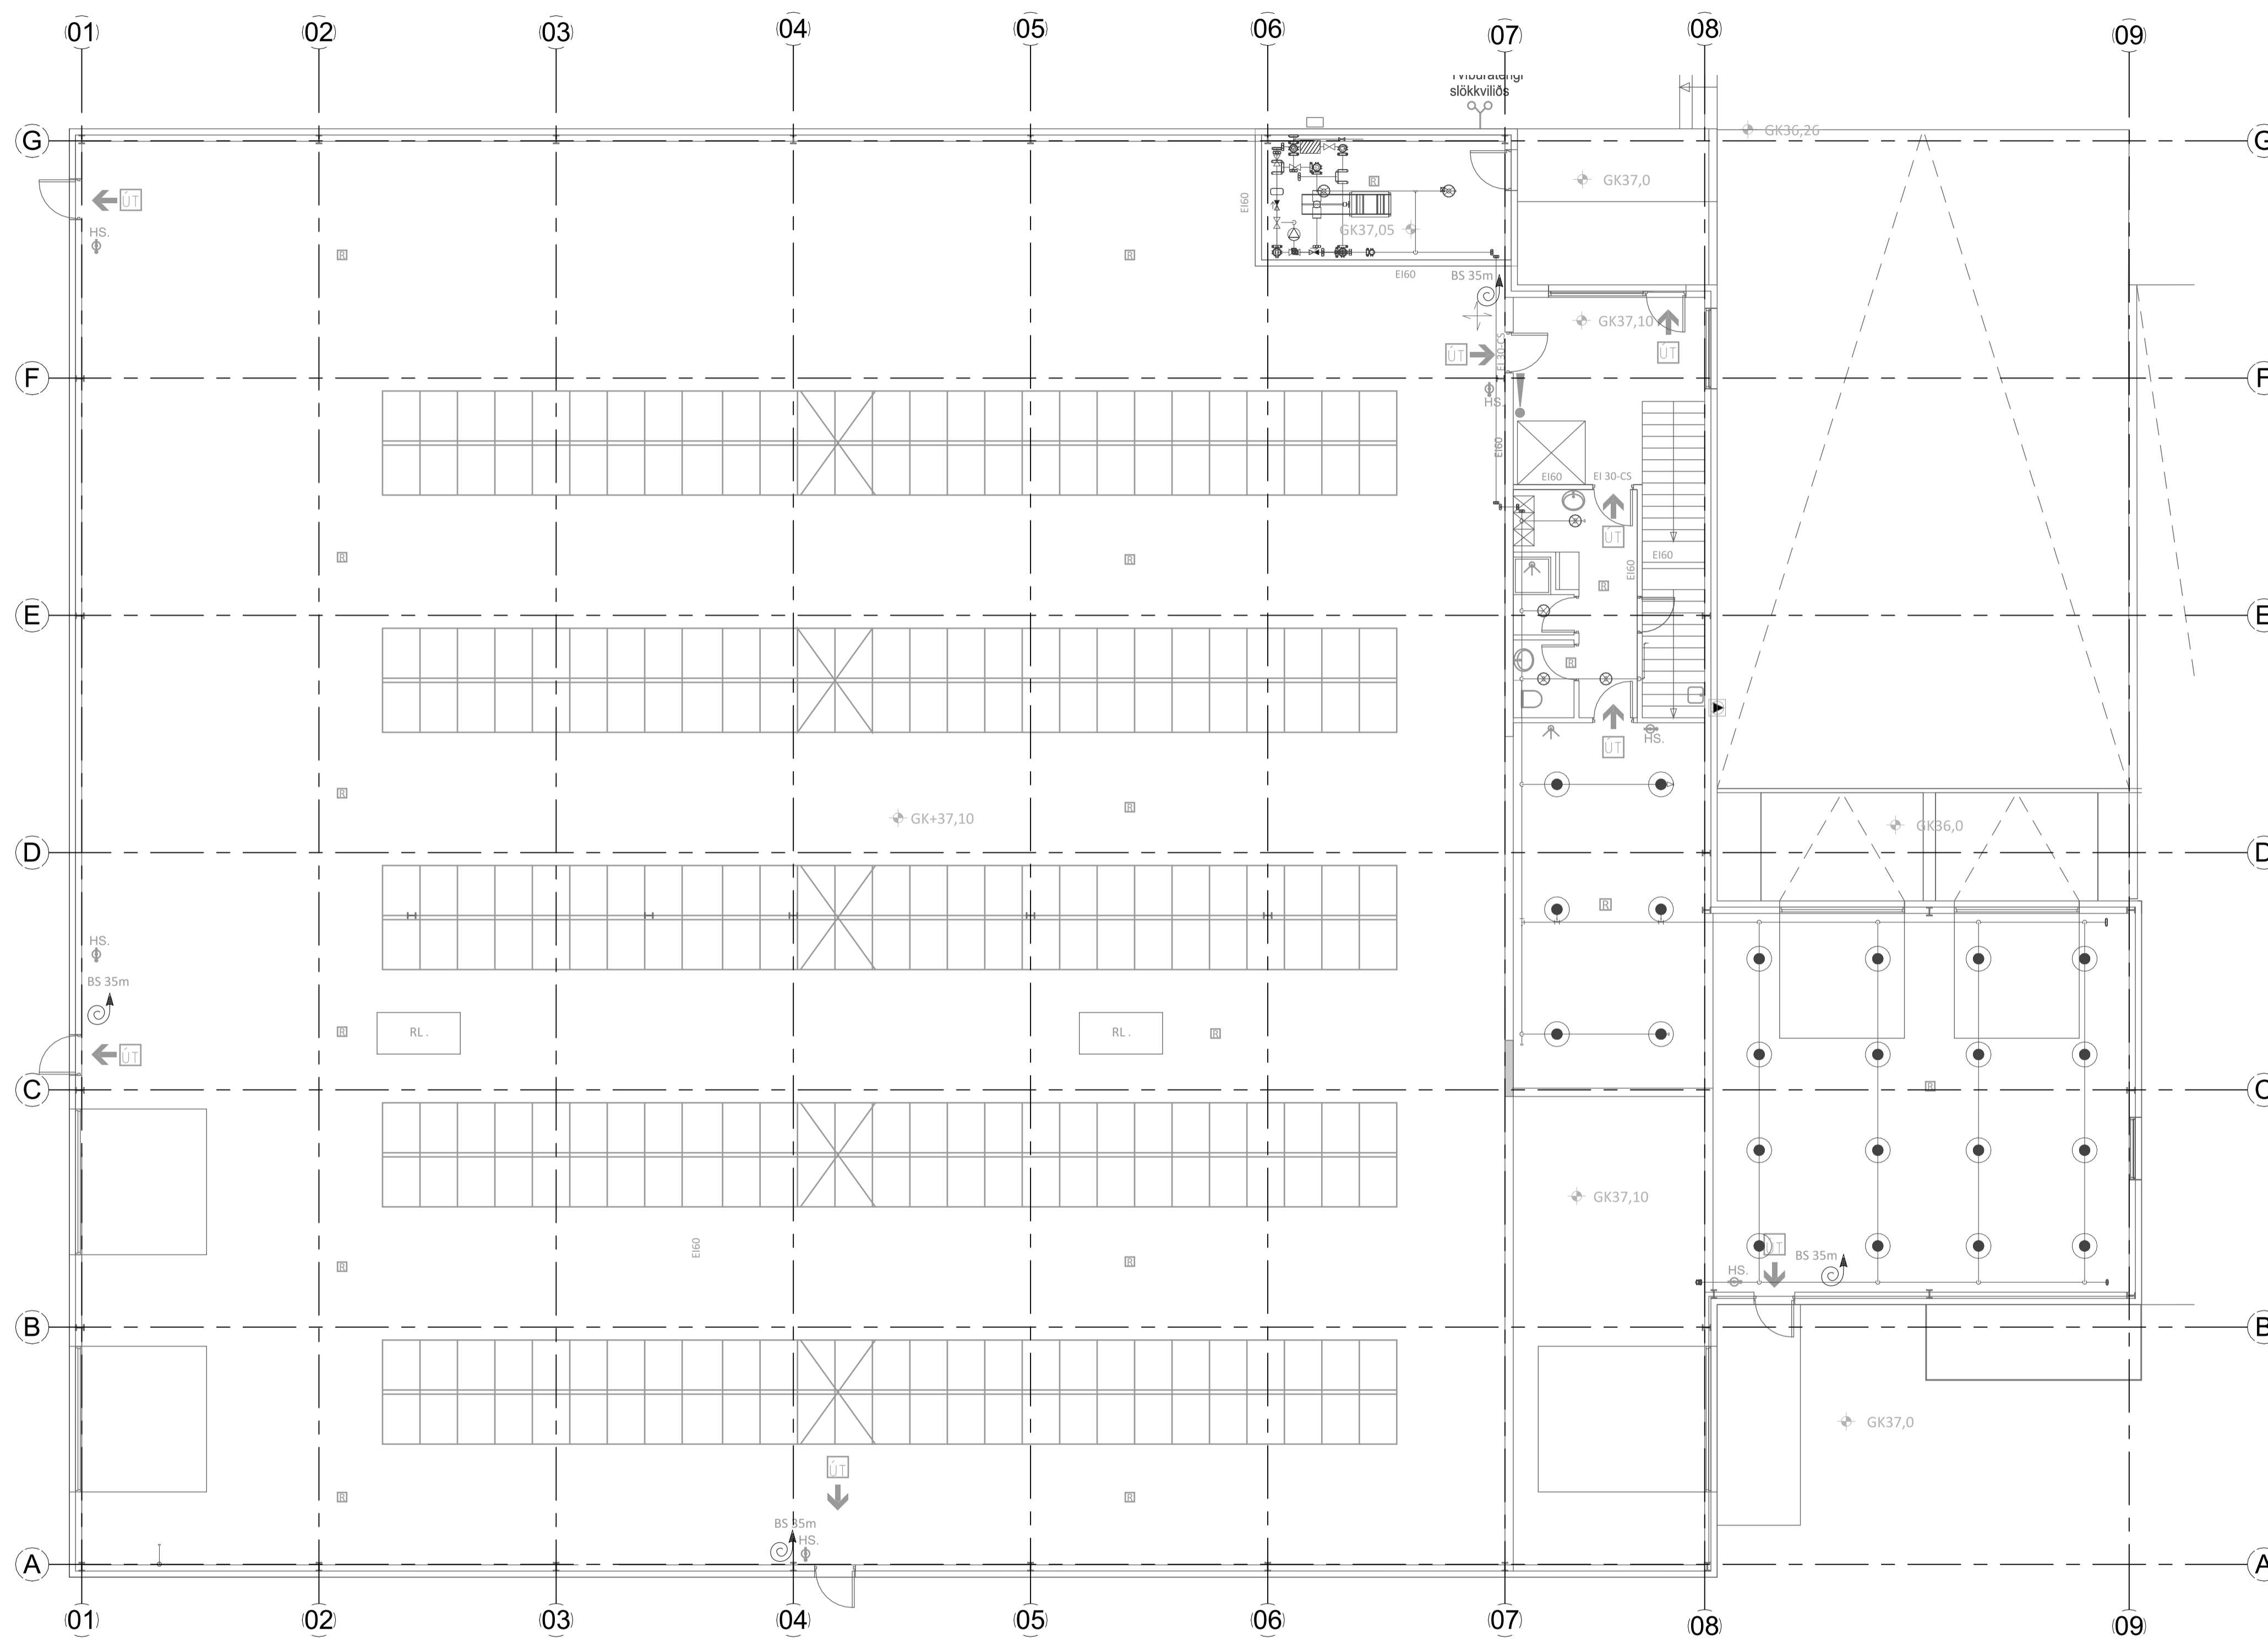 01
02
03
04
05
06
07
08
09
slökkviliðs
G
GK36,26
G
ÚT
EI60
R
GK37,0
HS.
GK37,05
R
R
EI60
BS 35m
GK37,10
ÚT
EI 30-CS
ÚT
F
F
HS.
EI60
EI60
EI 30-CS
ÚT
R
R
EI60
EI60
R
E
E
R
HS.
ÚT
R
R
GK+37,10
GK36,0
D
D
R
HS.
BS 35m
RL .
RL .
R
R
ÚT
C
C
R
GK37,10
EI60
ÚT
R
R
HS.
BS 35m
B
B
GK37,0
ÚT
R
R
BS 35m
HS.
A
A
01
02
03
04
05
06
07
08
09